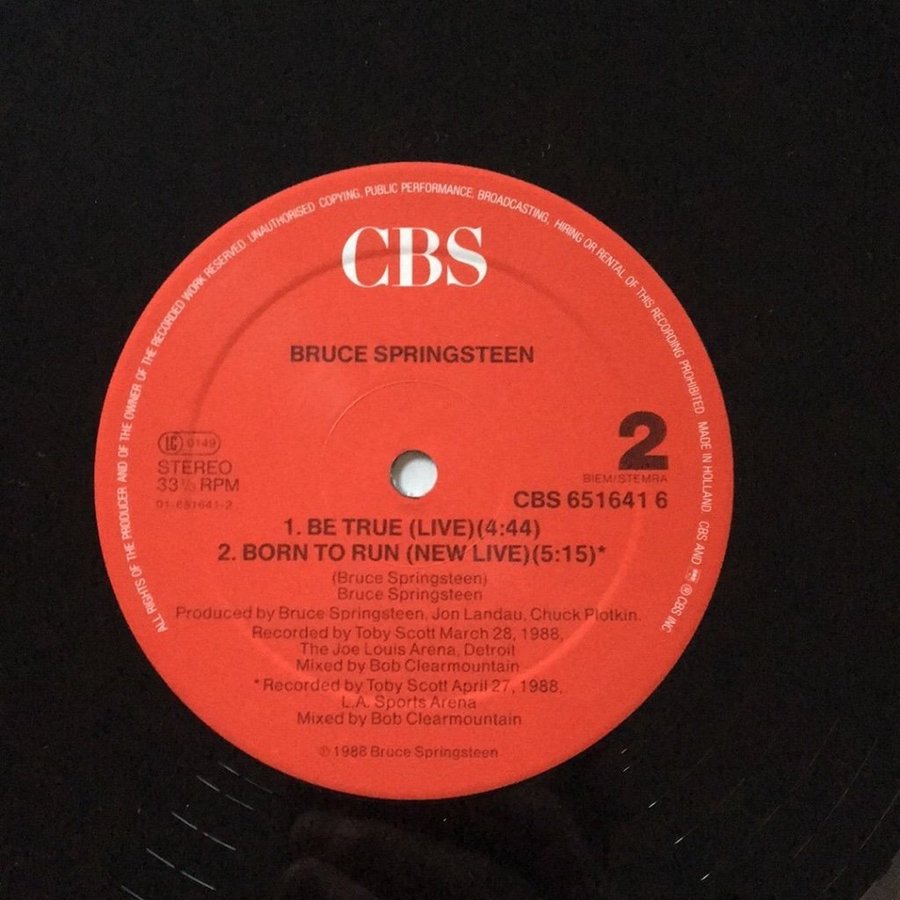 ALL RIGHTS OF THE PRODUCER AND OF THE OWNER OF THE RECORDED WORK RESERVED. UNAUTHORISED COPYING, PUBLIC PERFORMANCE, BROADCASTING, HIRING OR RENTAL OF THIS RECORDING PROHIBITED. MADE IN HOLLAND. CBS AND ℗ CBS INC
CBS
BRUCE SPRINGSTEEN
LC 0149
STEREO
33⅓ RPM
01-651641-2
2
BIEM/STEMRA
CBS 651641 6
1. BE TRUE (LIVE)(4:44)
2. BORN TO RUN (NEW LIVE)(5:15)*
(Bruce Springsteen)
Bruce Springsteen
Produced by Bruce Springsteen, Jon Landau, Chuck Plotkin.
Recorded by Toby Scott March 28, 1988,
The Joe Louis Arena, Detroit
Mixed by Bob Clearmountain
*Recorded by Toby Scott April 27, 1988,
L.A. Sports Arena
Mixed by Bob Clearmountain
℗ 1988 Bruce Springsteen